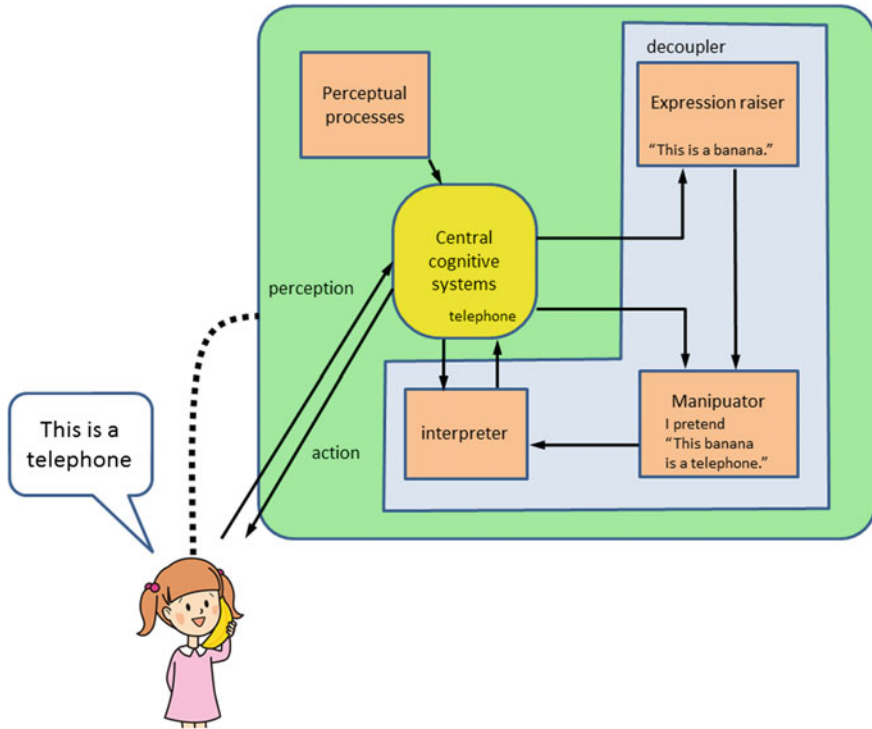 decoupler
Perceptual
processes
Expression raiser
“This is a banana.”
Central
cognitive
systems
telephone
perception
Manipuator
I pretend
“This banana
is a telephone.”
interpreter
action
This is a
telephone